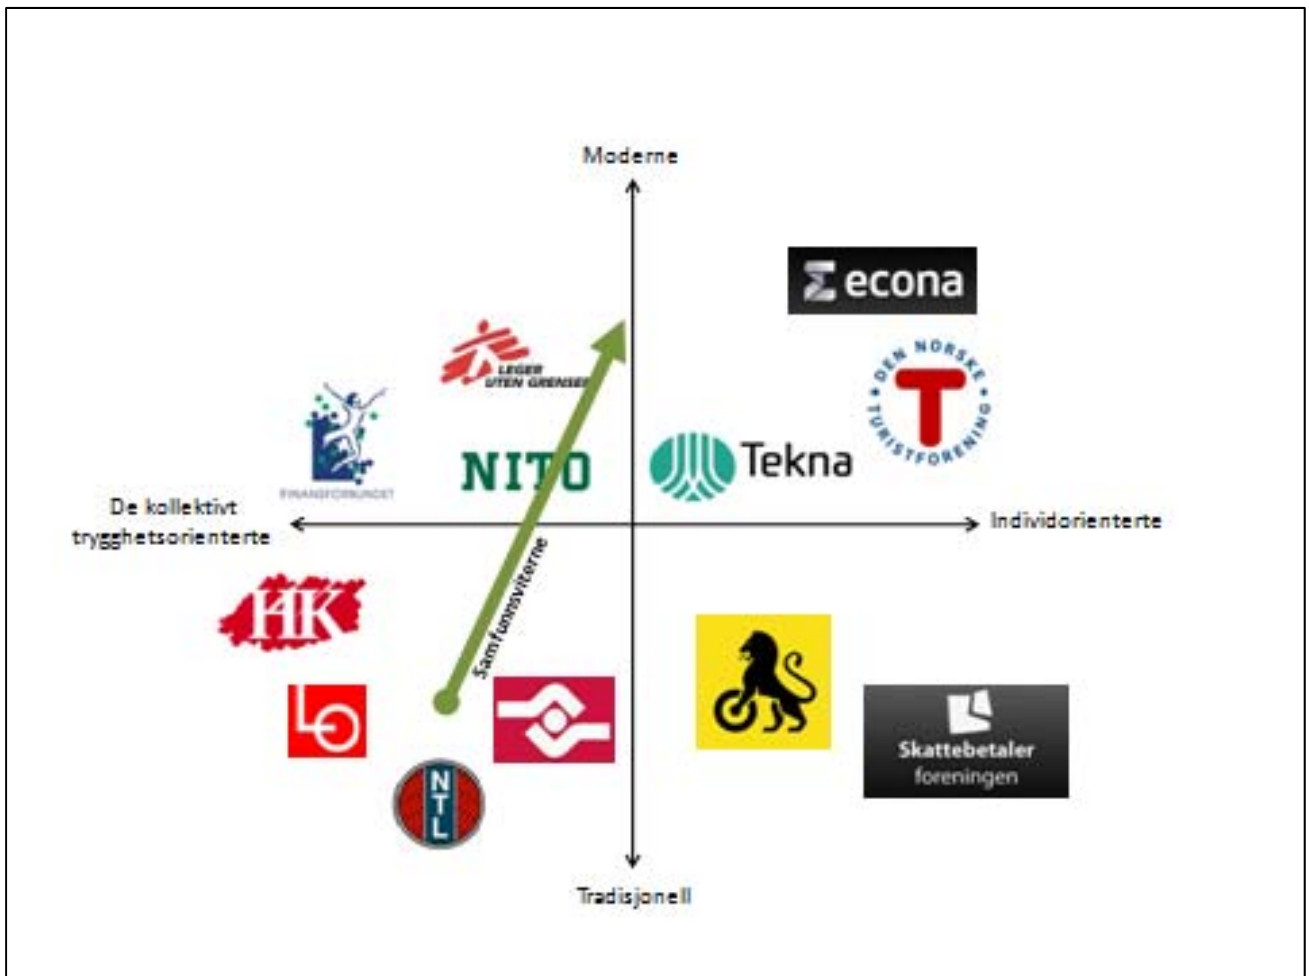 Moderne
econa
LEGER
UTEN GRENSER
DEN NORSKE
TURISTFORENING
T
NITO
Tekna
FINANSFORBUNDET
De kollektivt
trygghetsorienterte
Individorienterte
Samfunnsviterne
HK
LO
NTL
Skattebetaler
foreningen
Tradisjonell